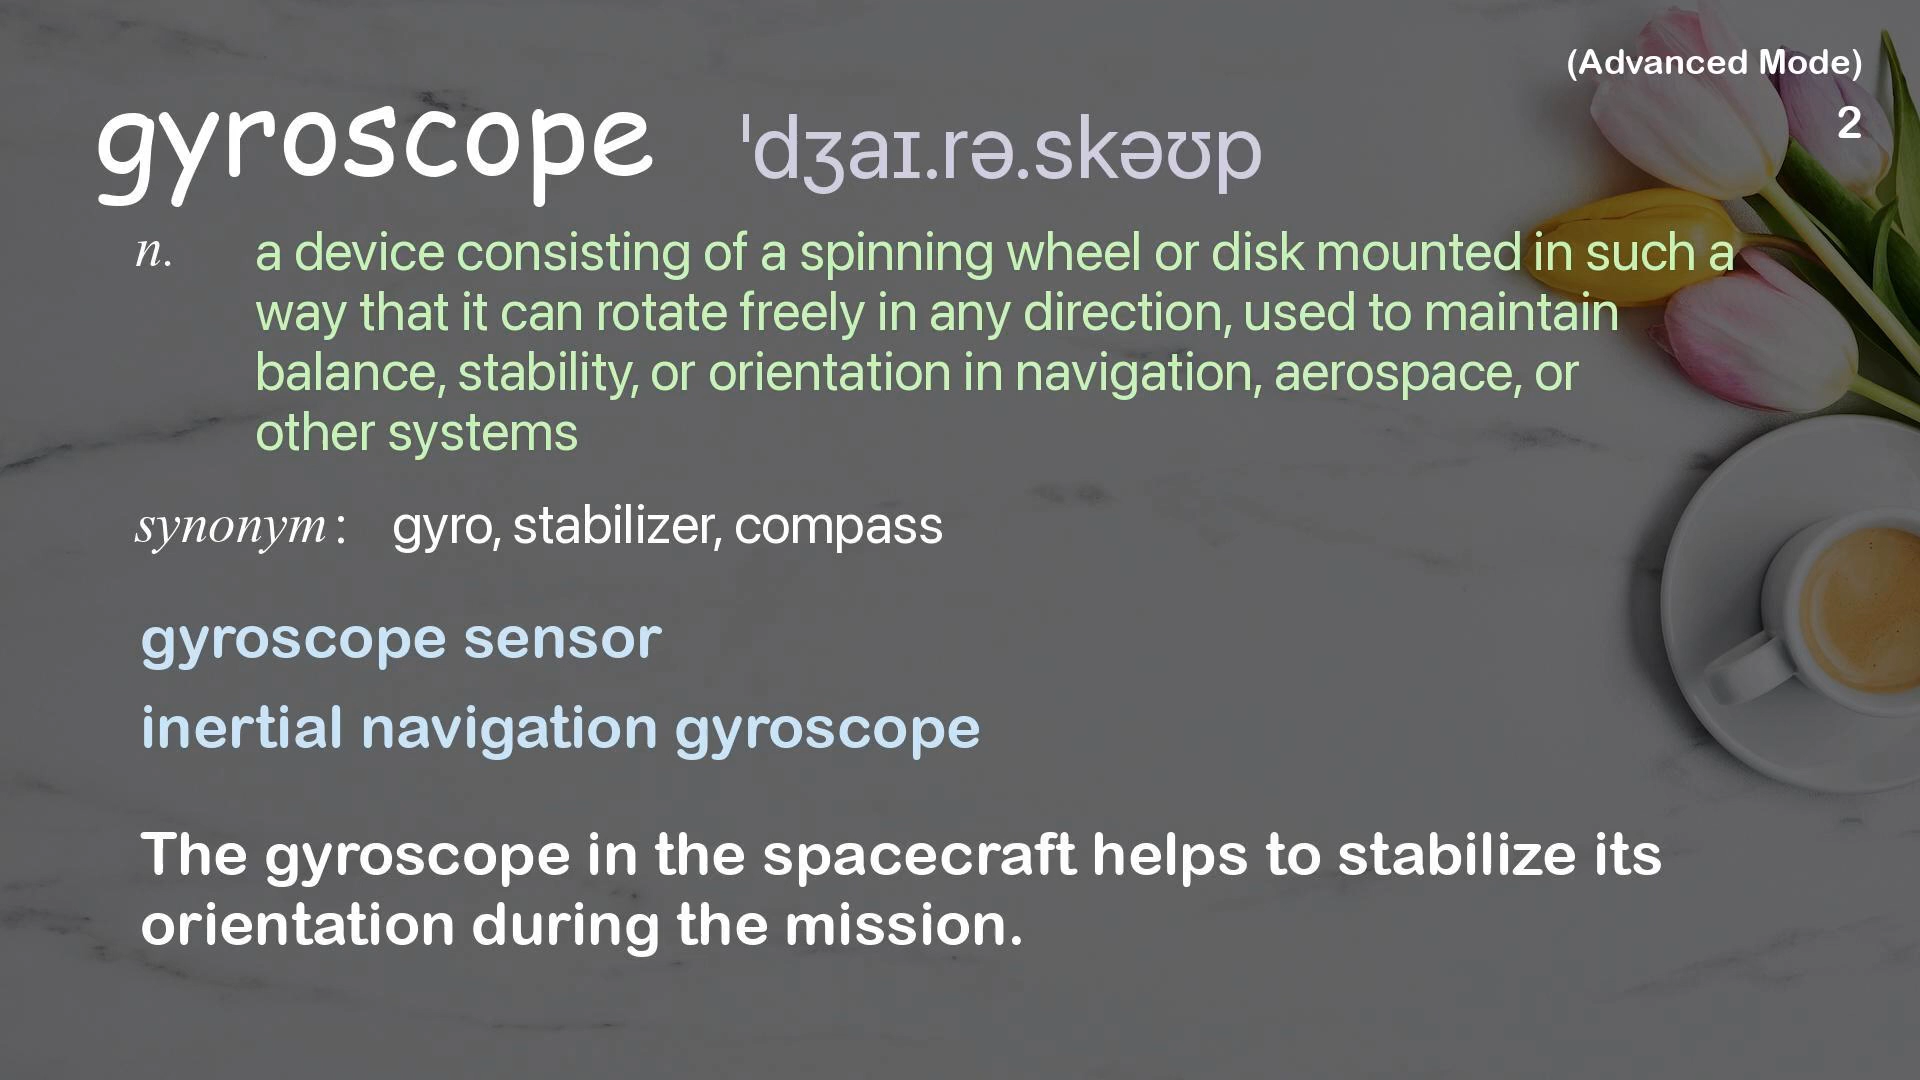 (Advanced Mode)
2
gyroscope ˈdʒaɪ.rə.skəʊp
n. a device consisting of a spinning wheel or disk mounted in such a
way that it can rotate freely in any direction, used to maintain
balance, stability, or orientation in navigation, aerospace, or
other systems
synonym: gyro, stabilizer, compass
gyroscope sensor
inertial navigation gyroscope
The gyroscope in the spacecraft helps to stabilize its
orientation during the mission.